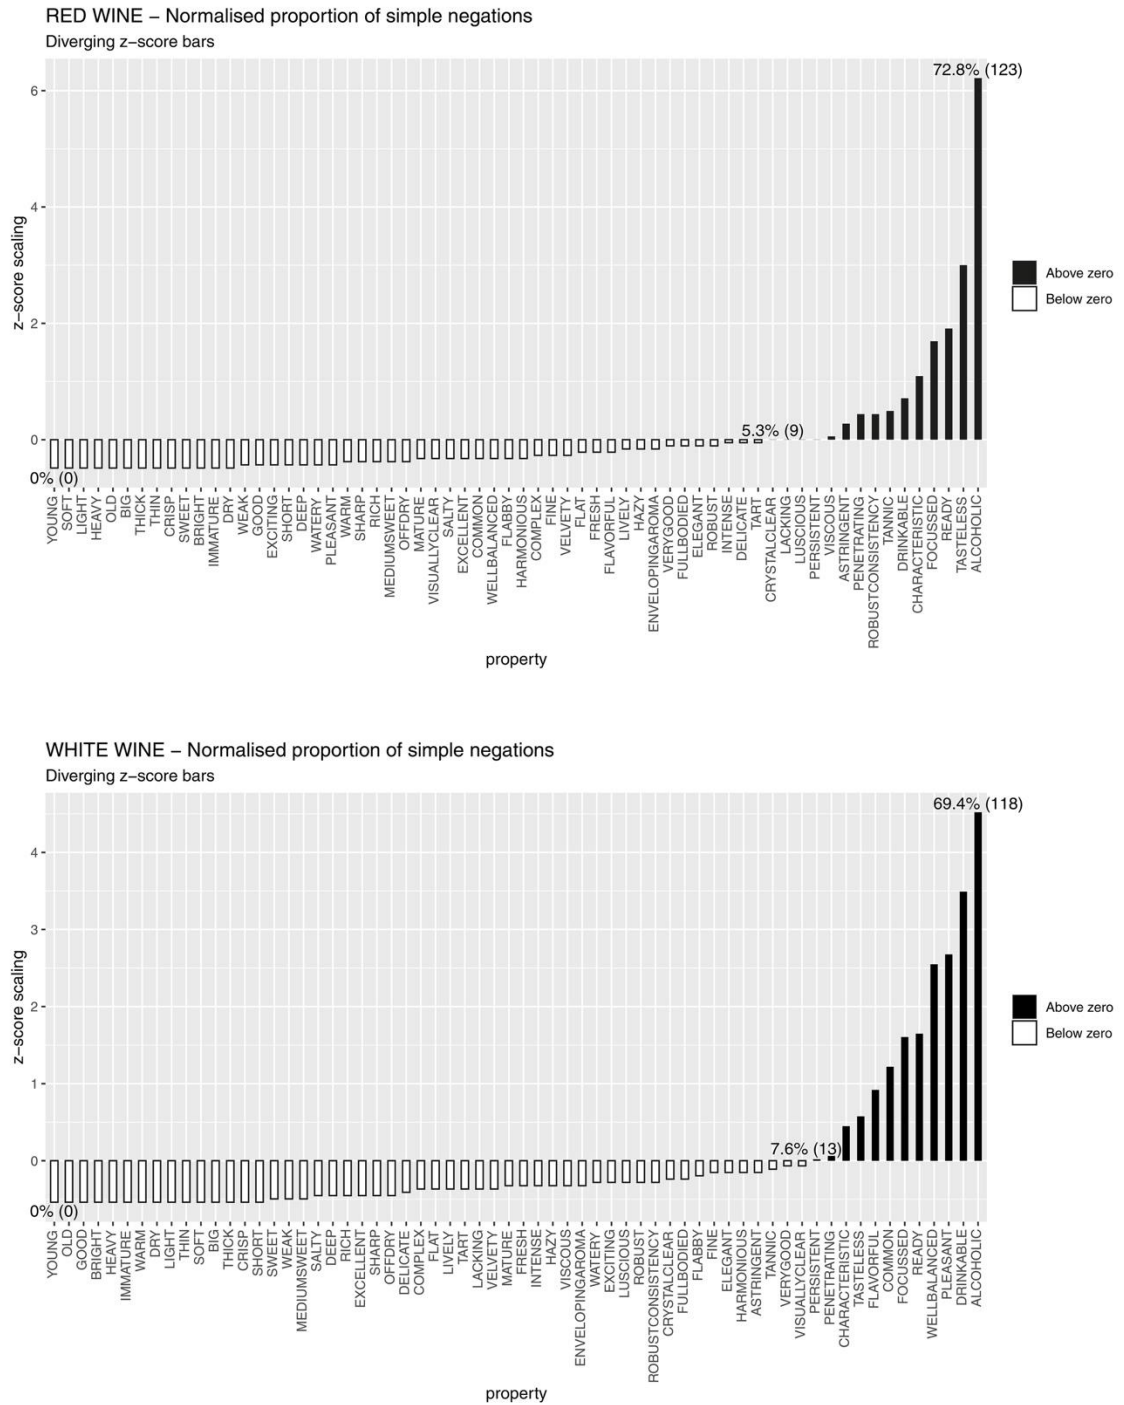 RED WINE – Normalised proportion of simple negations
Diverging z−score bars
72.8% (123)
6
4
2
0
z−score scaling
5.3% (9)
0% (0)
Above zero
Below zero
YOUNG
SOFT
LIGHT
HEAVY
OLD
BIG
THICK
THIN
CRISP
SWEET
BRIGHT
IMMATURE
DRY
WEAK
GOOD
EXCITING
SHORT
DEEP
WATERY
PLEASANT
WARM
SHARP
RICH
MEDIUMSWEET
OFFDRY
MATURE
VISUALLYCLEAR
SALTY
EXCELLENT
COMMON
WELLBALANCED
FLABBY
HARMONIOUS
COMPLEX
FINE
VELVETY
FLAT
FRESH
FLAVORFUL
LIVELY
HAZY
ENVELOPINGAROMA
VERYGOOD
FULLBODIED
ELEGANT
ROBUST
INTENSE
DELICATE
TART
CRYSTALCLEAR
LACKING
LUSCIOUS
PERSISTENT
VISCOUS
ASTRINGENT
PENETRATING
ROBUSTCONSISTENCY
TANNIC
DRINKABLE
CHARACTERISTIC
FOCUSSED
READY
TASTELESS
ALCOHOLIC
property
WHITE WINE – Normalised proportion of simple negations
Diverging z−score bars
69.4% (118)
4
3
2
1
0
z−score scaling
7.6% (13)
0% (0)
Above zero
Below zero
YOUNG
OLD
GOOD
BRIGHT
HEAVY
IMMATURE
WARM
DRY
LIGHT
THIN
SOFT
BIG
THICK
CRISP
SHORT
SWEET
WEAK
MEDIUMSWEET
SALTY
DEEP
RICH
EXCELLENT
SHARP
OFFDRY
DELICATE
COMPLEX
FLAT
LIVELY
TART
LACKING
VELVETY
MATURE
FRESH
INTENSE
HAZY
VISCOUS
ENVELOPINGAROMA
WATERY
EXCITING
LUSCIOUS
ROBUST
ROBUSTCONSISTENCY
CRYSTALCLEAR
FULLBODIED
FLABBY
FINE
ELEGANT
HARMONIOUS
ASTRINGENT
TANNIC
VERYGOOD
VISUALLYCLEAR
PERSISTENT
PENETRATING
CHARACTERISTIC
TASTELESS
FLAVORFUL
COMMON
FOCUSSED
READY
WELLBALANCED
PLEASANT
DRINKABLE
ALCOHOLIC
property